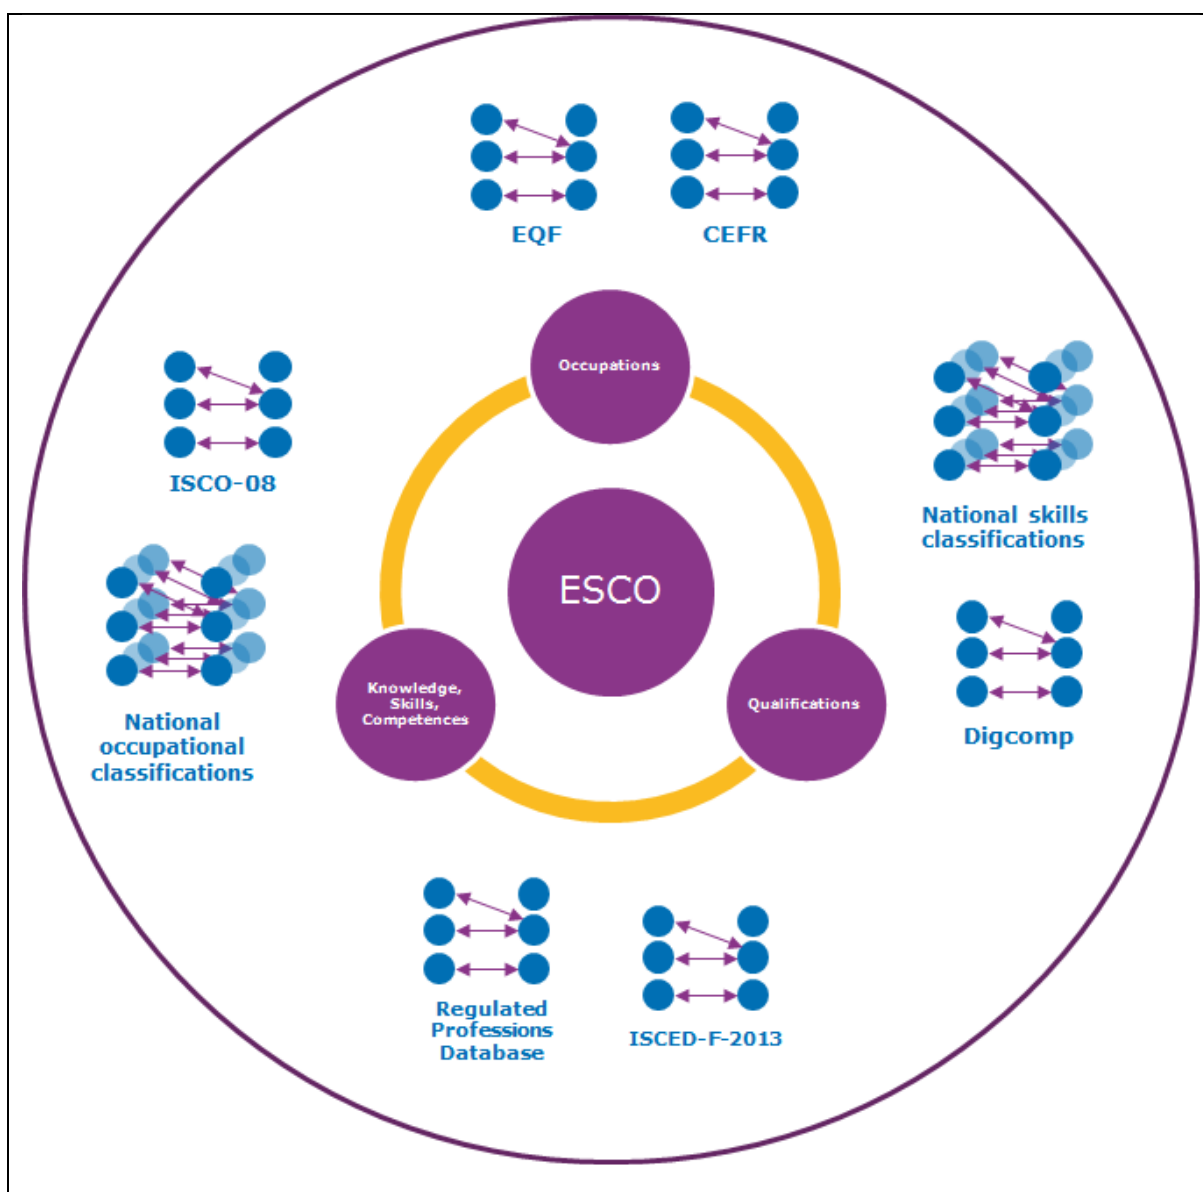 EQF
CEFR
Occupations
ISCO-08
National skills
classifications
ESCO
National
occupational
classifications
Knowledge,
Skills,
Competences
Qualifications
Digcomp
Regulated
Professions
Database
ISCED-F-2013